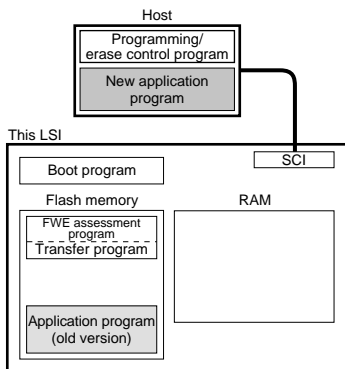 Host
Programming/
erase control program
New application
program
This LSI
SCI
Boot program
Flash memory
RAM
FWE assessment
program
Transfer program
Application program
(old version)